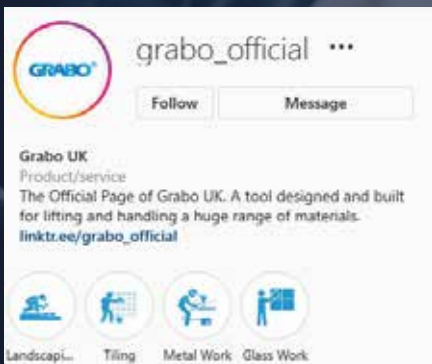 GRABO®
grabo_official •••
Follow
Message
Grabo UK
Product/service
The Official Page of Grabo UK. A tool designed and built
for lifting and handling a huge range of materials.
linktr.ee/grabo_official
Landscapi...
Tiling
Metal Work
Glass Work